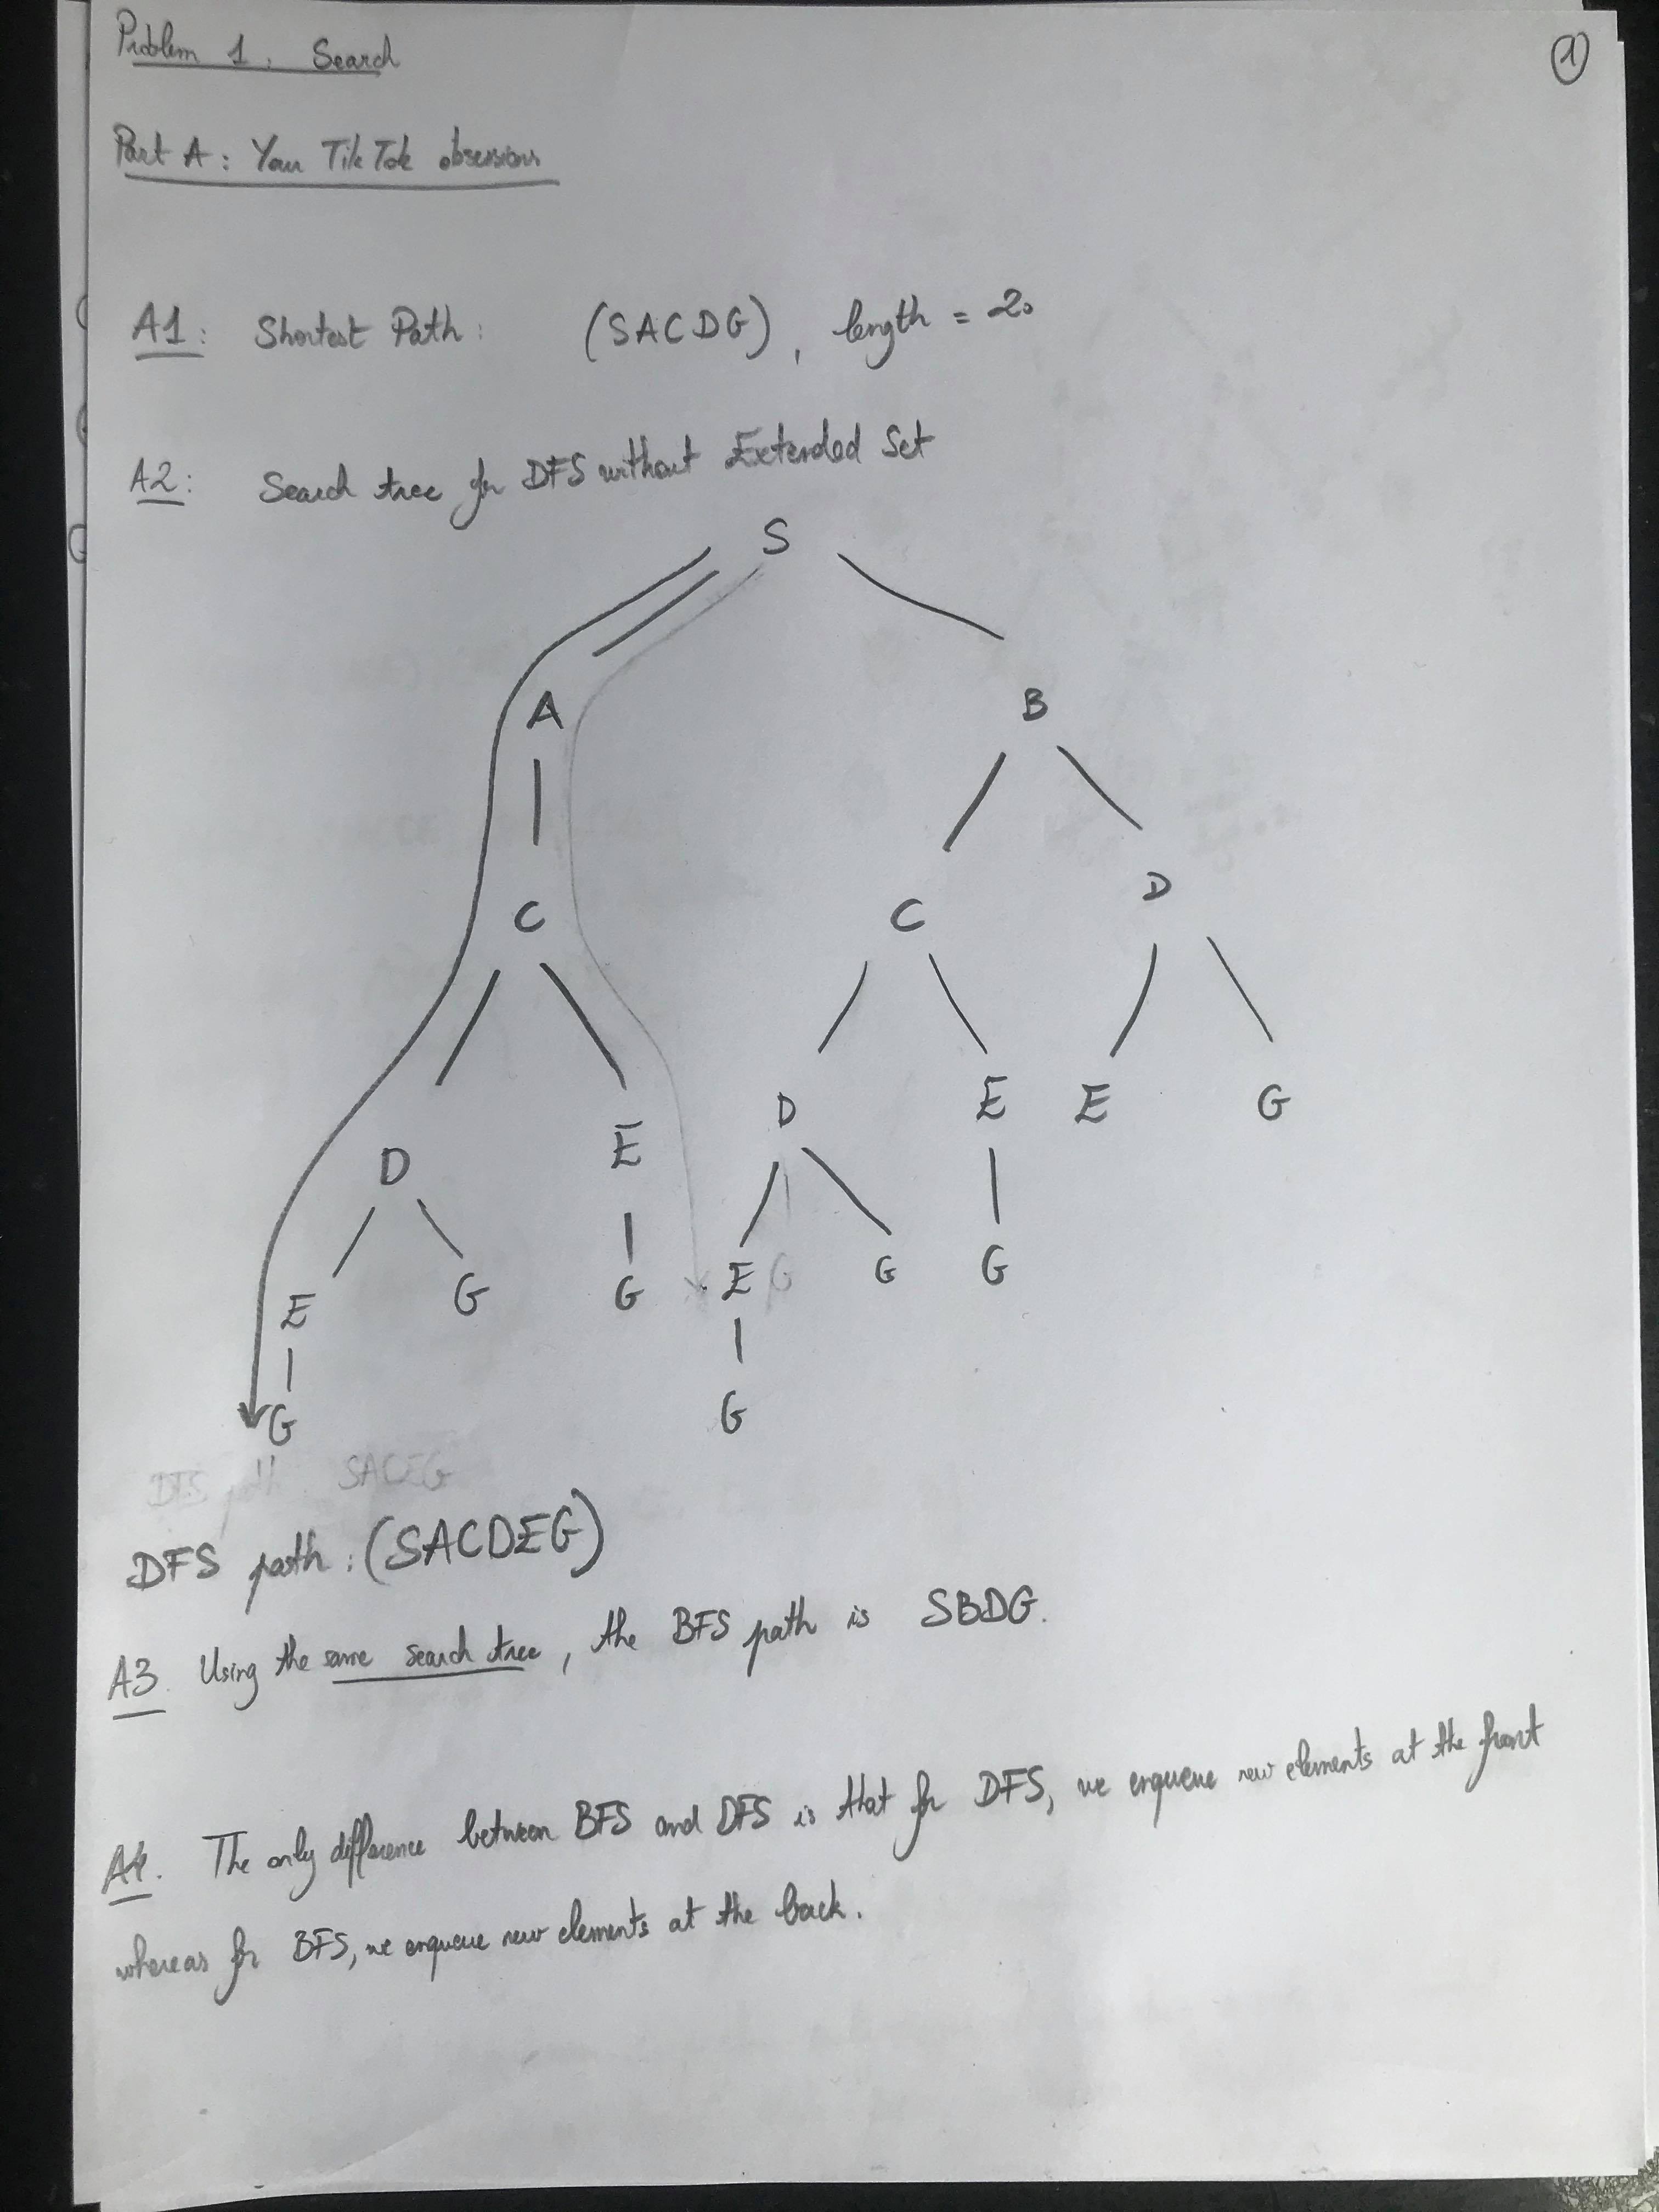 Problem 1: Search
①
Part A: Your TikTok obsession
A1: Shortest Path: (SACDG), length = 20
A2: Search tree for DFS without Extended Set
S
A B
C C D
D E D E E G
E G G E G G G
G G
DFS path SACEG
DFS path: (SACDEG)
A3. Using the same search tree, the BFS path is SBDG.
A4. The only difference between BFS and DFS is that for DFS, we enqueue new elements at the front
whereas for BFS, we enqueue new elements at the back.